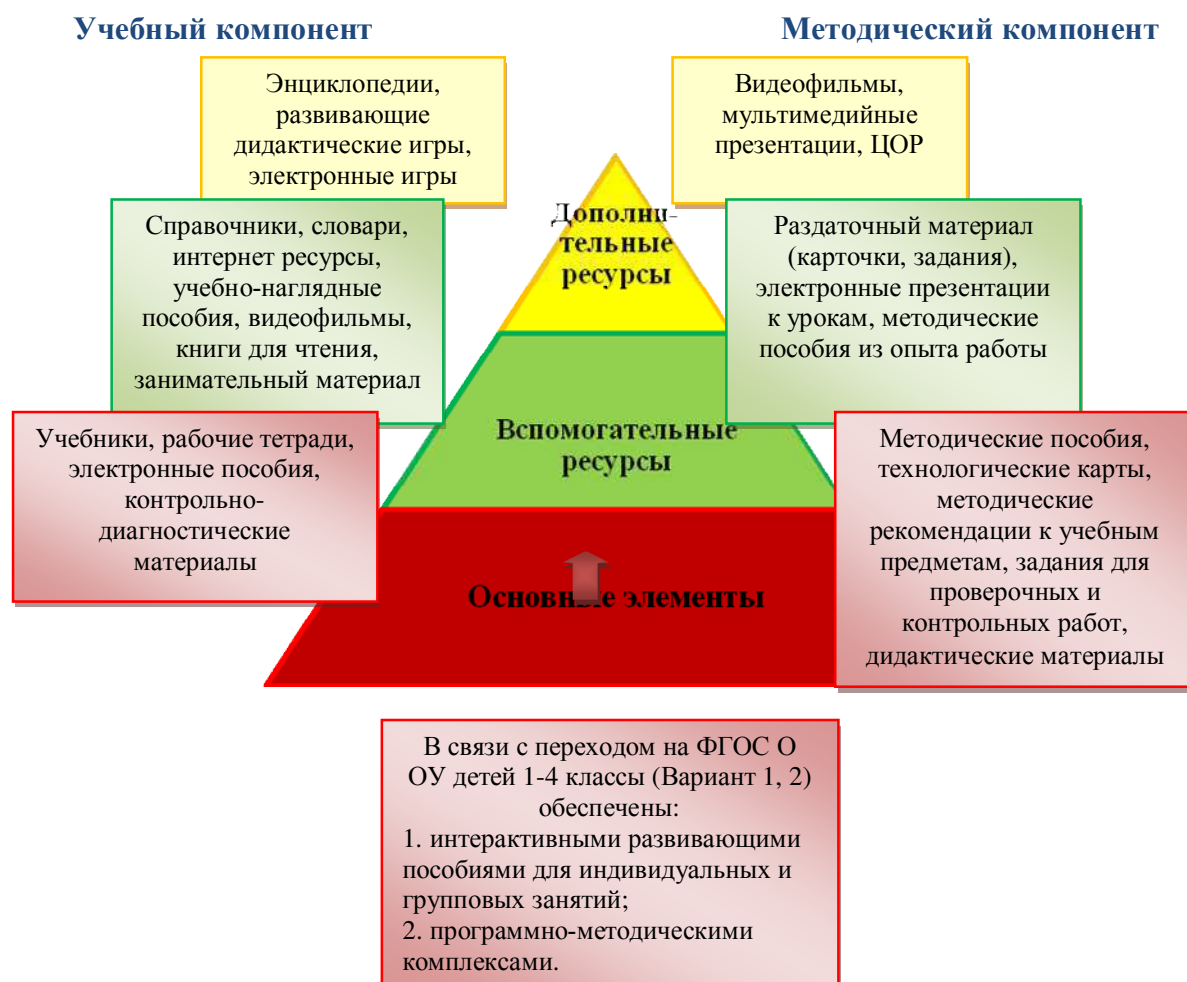 Учебный компонент
Методический компонент
Энциклопедии,
развивающие
дидактические игры,
электронные игры
Видеофильмы,
мультимедийные
презентации, ЦОР
Справочники, словари,
интернет ресурсы,
учебно-наглядные
пособия, видеофильмы,
книги для чтения,
занимательный материал
Дополни-
тельные
ресурсы
Раздаточный материал
(карточки, задания),
электронные презентации
к урокам, методические
пособия из опыта работы
Учебники, рабочие тетради,
электронные пособия,
контрольно-
диагностические
материалы
Вспомогательные
ресурсы
Методические пособия,
технологические карты,
методические
рекомендации к учебным
предметам, задания для
проверочных и
контрольных работ,
дидактические материалы
Основные элементы
В связи с переходом на ФГОС О
ОУ детей 1-4 классы (Вариант 1, 2)
обеспечены:
1. интерактивными развивающими
пособиями для индивидуальных и
групповых занятий;
2. программно-методическими
комплексами.